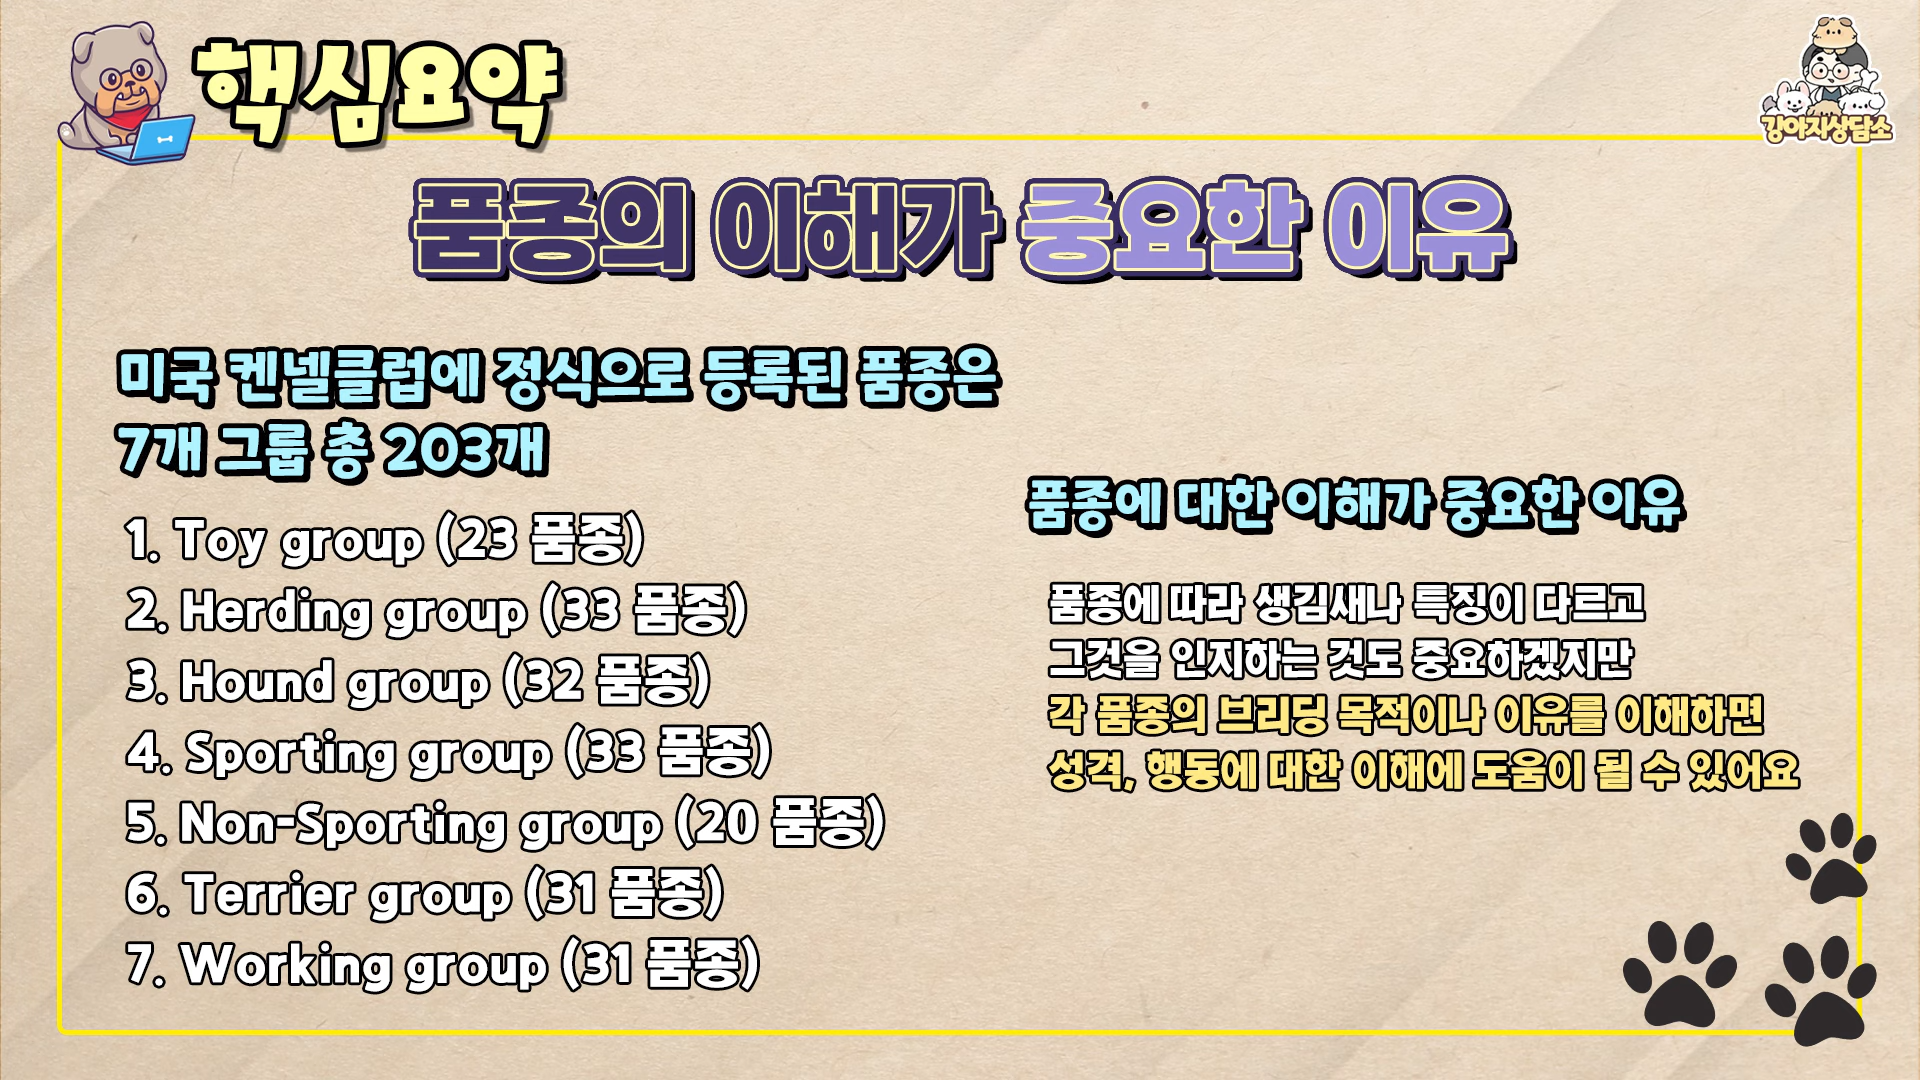 핵심요약
강아지상담소
품종의 이해가 중요한 이유
미국 켄넬클럽에 정식으로 등록된 품종은
7개 그룹 총 203개
1. Toy group (23 품종)
2. Herding group (33 품종)
3. Hound group (32 품종)
4. Sporting group (33 품종)
5. Non-Sporting group (20 품종)
6. Terrier group (31 품종)
7. Working group (31 품종)
품종에 대한 이해가 중요한 이유
품종에 따라 생김새나 특징이 다르고
그것을 인지하는 것도 중요하겠지만
각 품종의 브리딩 목적이나 이유를 이해하면
성격, 행동에 대한 이해에 도움이 될 수 있어요